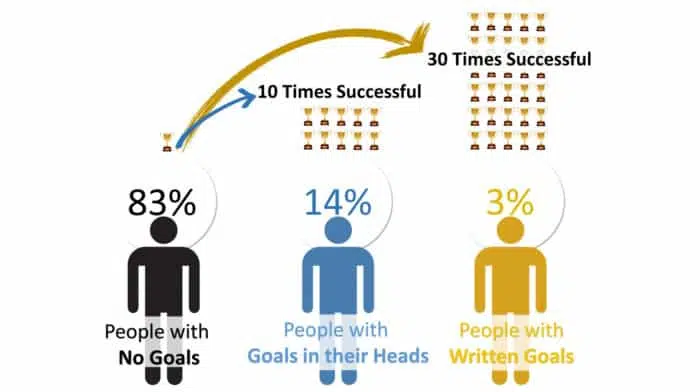 30 Times Successful
10 Times Successful
83%
14%
3%
People with
No Goals
People with
Goals in their Heads
People with
Written Goals